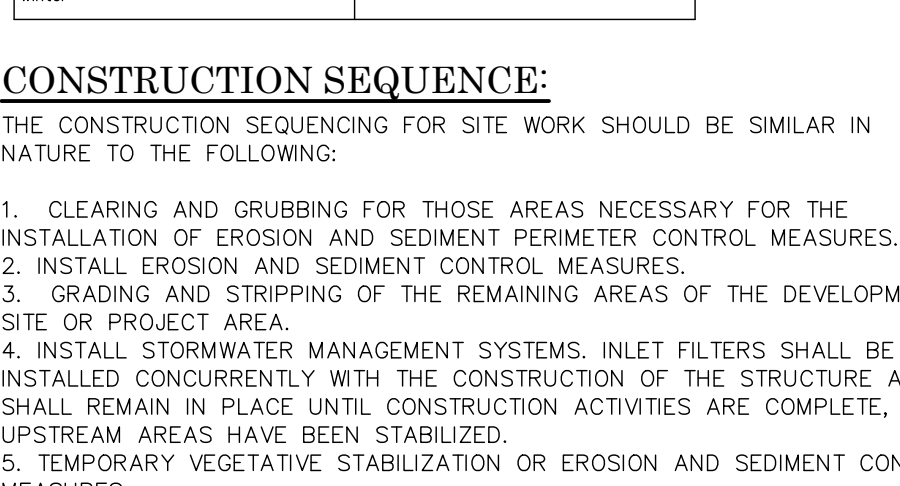 CONSTRUCTION SEQUENCE:
THE CONSTRUCTION SEQUENCING FOR SITE WORK SHOULD BE SIMILAR IN
NATURE TO THE FOLLOWING:
1. CLEARING AND GRUBBING FOR THOSE AREAS NECESSARY FOR THE
INSTALLATION OF EROSION AND SEDIMENT PERIMETER CONTROL MEASURES.
2. INSTALL EROSION AND SEDIMENT CONTROL MEASURES.
3. GRADING AND STRIPPING OF THE REMAINING AREAS OF THE DEVELOPM
SITE OR PROJECT AREA.
4. INSTALL STORMWATER MANAGEMENT SYSTEMS. INLET FILTERS SHALL BE
INSTALLED CONCURRENTLY WITH THE CONSTRUCTION OF THE STRUCTURE A
SHALL REMAIN IN PLACE UNTIL CONSTRUCTION ACTIVITIES ARE COMPLETE,
UPSTREAM AREAS HAVE BEEN STABILIZED.
5. TEMPORARY VEGETATIVE STABILIZATION OR EROSION AND SEDIMENT CON